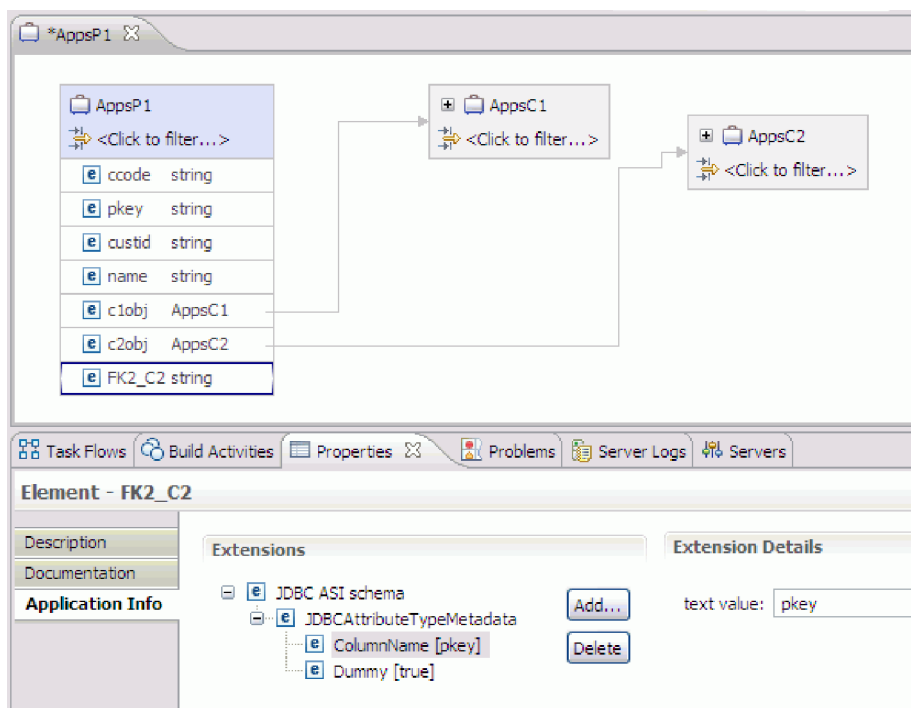 *AppsP1
AppsP1
<Click to filter...>
ccode string
pkey string
custid string
name string
c1obj AppsC1
c2obj AppsC2
FK2_C2 string
AppsC1
<Click to filter...>
AppsC2
<Click to filter...>
Task Flows Build Activities Properties Problems Server Logs Servers
Element - FK2_C2
Description
Documentation
Application Info
Extensions
JDBC ASI schema
JDBCAttributeTypeMetadata
ColumnName [pkey]
Dummy [true]
Add...
Delete
Extension Details
text value: pkey